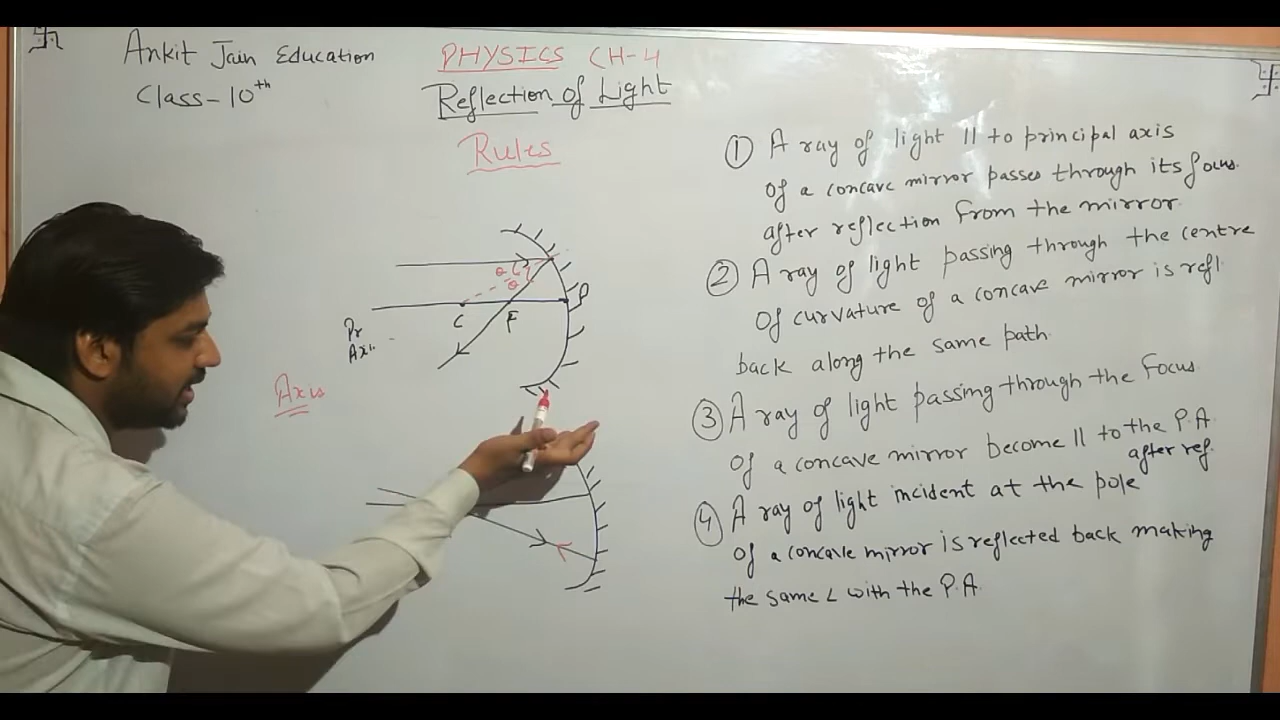 Ankit Jain Education
Class-10th
PHYSICS CH-4
Reflection of Light
Rules
① A ray of light || to principal axis
of a concave mirror passes through its focus.
after reflection from the mirror.
② A ray of light passing through the centre
of curvature of a concave mirror is refl.
back along the same path.
③ A ray of light passing through the Focus
of a concave mirror become || to the P.A.
after ref.
④ A ray of light incident at the pole
of a concave mirror is reflected back making
the same ∠ with the P.A.
θ
θ
C
F
P
Pr
Axi.
Axis